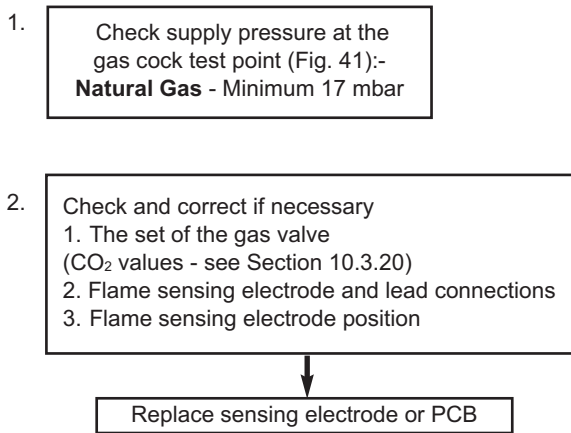 1.
Check supply pressure at the
gas cock test point (Fig. 41):-
Natural Gas - Minimum 17 mbar
2.
Check and correct if necessary
1. The set of the gas valve
(CO₂ values - see Section 10.3.20)
2. Flame sensing electrode and lead connections
3. Flame sensing electrode position
Replace sensing electrode or PCB